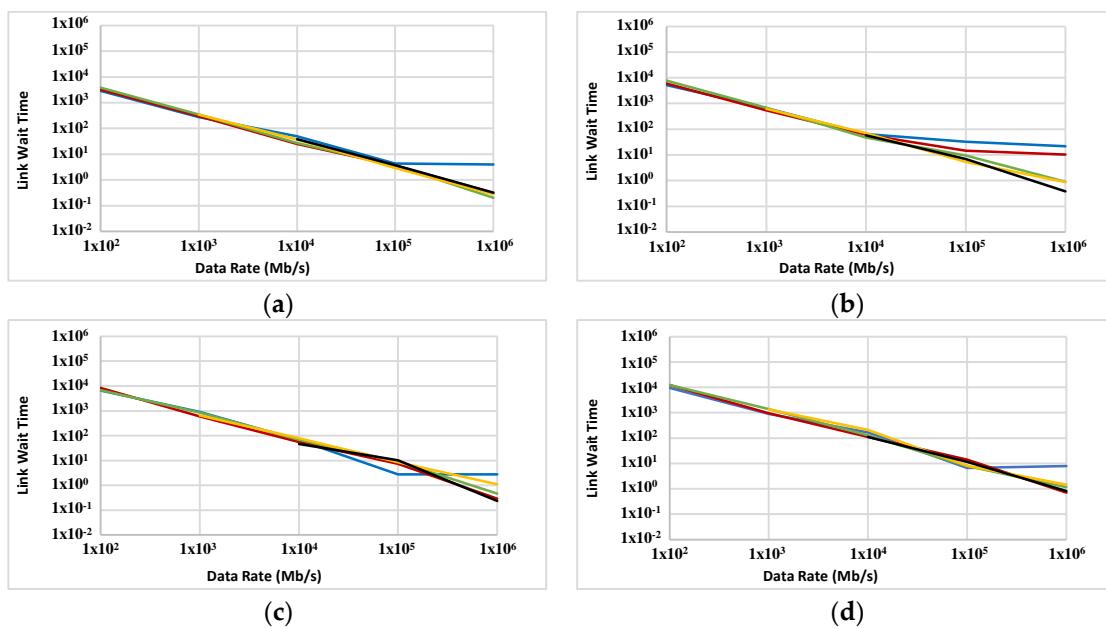 1x10⁶ 1x10⁶
1x10⁵ 1x10⁵
1x10⁴ 1x10⁴
1x10³ 1x10³
1x10² 1x10²
1x10¹ 1x10¹
1x10⁰ 1x10⁰
1x10⁻¹ 1x10⁻¹
1x10⁻² 1x10⁻²
Link Wait Time Link Wait Time
1x10² 1x10³ 1x10⁴ 1x10⁵ 1x10⁶ 1x10² 1x10³ 1x10⁴ 1x10⁵ 1x10⁶
Data Rate (Mb/s) Data Rate (Mb/s)
(a) (b)
1x10⁶ 1x10⁶
1x10⁵ 1x10⁵
1x10⁴ 1x10⁴
1x10³ 1x10³
1x10² 1x10²
1x10¹ 1x10¹
1x10⁰ 1x10⁰
1x10⁻¹ 1x10⁻¹
1x10⁻² 1x10⁻²
Link Wait Time Link Wait Time
1x10² 1x10³ 1x10⁴ 1x10⁵ 1x10⁶ 1x10² 1x10³ 1x10⁴ 1x10⁵ 1x10⁶
Data Rate (Mb/s) Data Rate (Mb/s)
(c) (d)